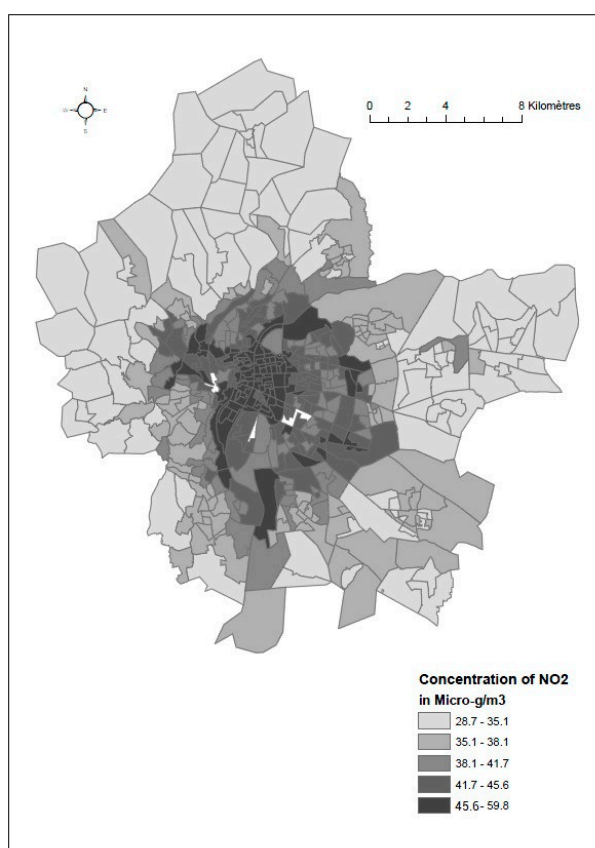 N
W E
S
0 2 4 8 Kilomètres
Concentration of NO2
in Micro-g/m3
28.7 - 35.1
35.1 - 38.1
38.1 - 41.7
41.7 - 45.6
45.6 - 59.8